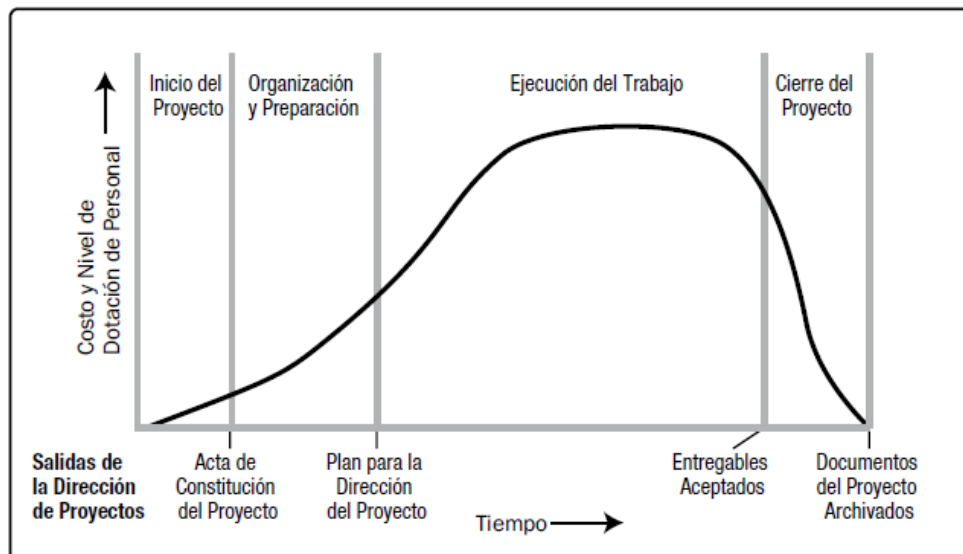 Inicio del
Proyecto
Organización
y Preparación
Ejecución del Trabajo
Cierre del
Proyecto
Costo y Nivel de
Dotación de Personal
Salidas de
la Dirección
de Proyectos
Acta de
Constitución
del Proyecto
Plan para la
Dirección
del Proyecto
Entregables
Aceptados
Documentos
del Proyecto
Archivados
Tiempo